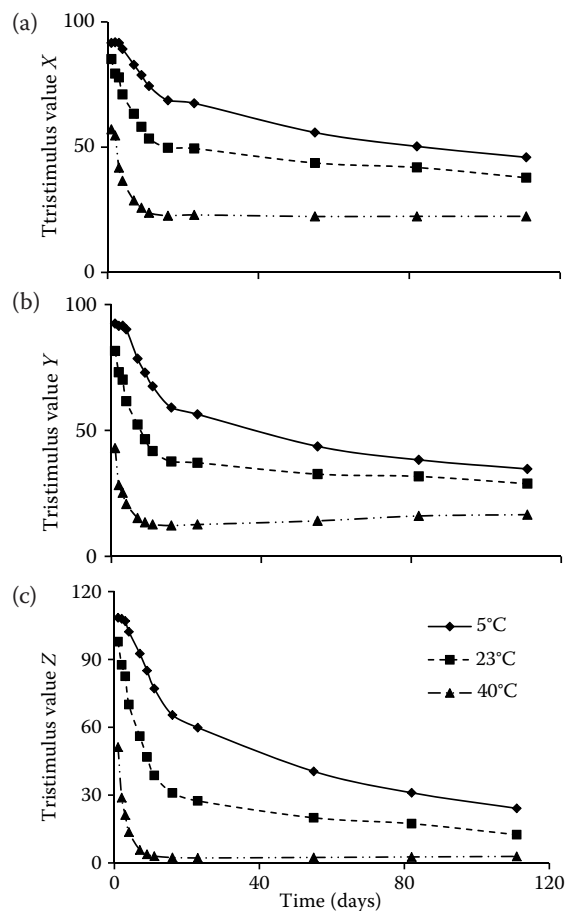 (a)
100
50
0
Ttristimulus value X
(b)
100
50
0
Tristimulus value Y
(c)
120
90
60
30
0
Tristimulus value Z
5°C
23°C
40°C
0 40 80 120
Time (days)